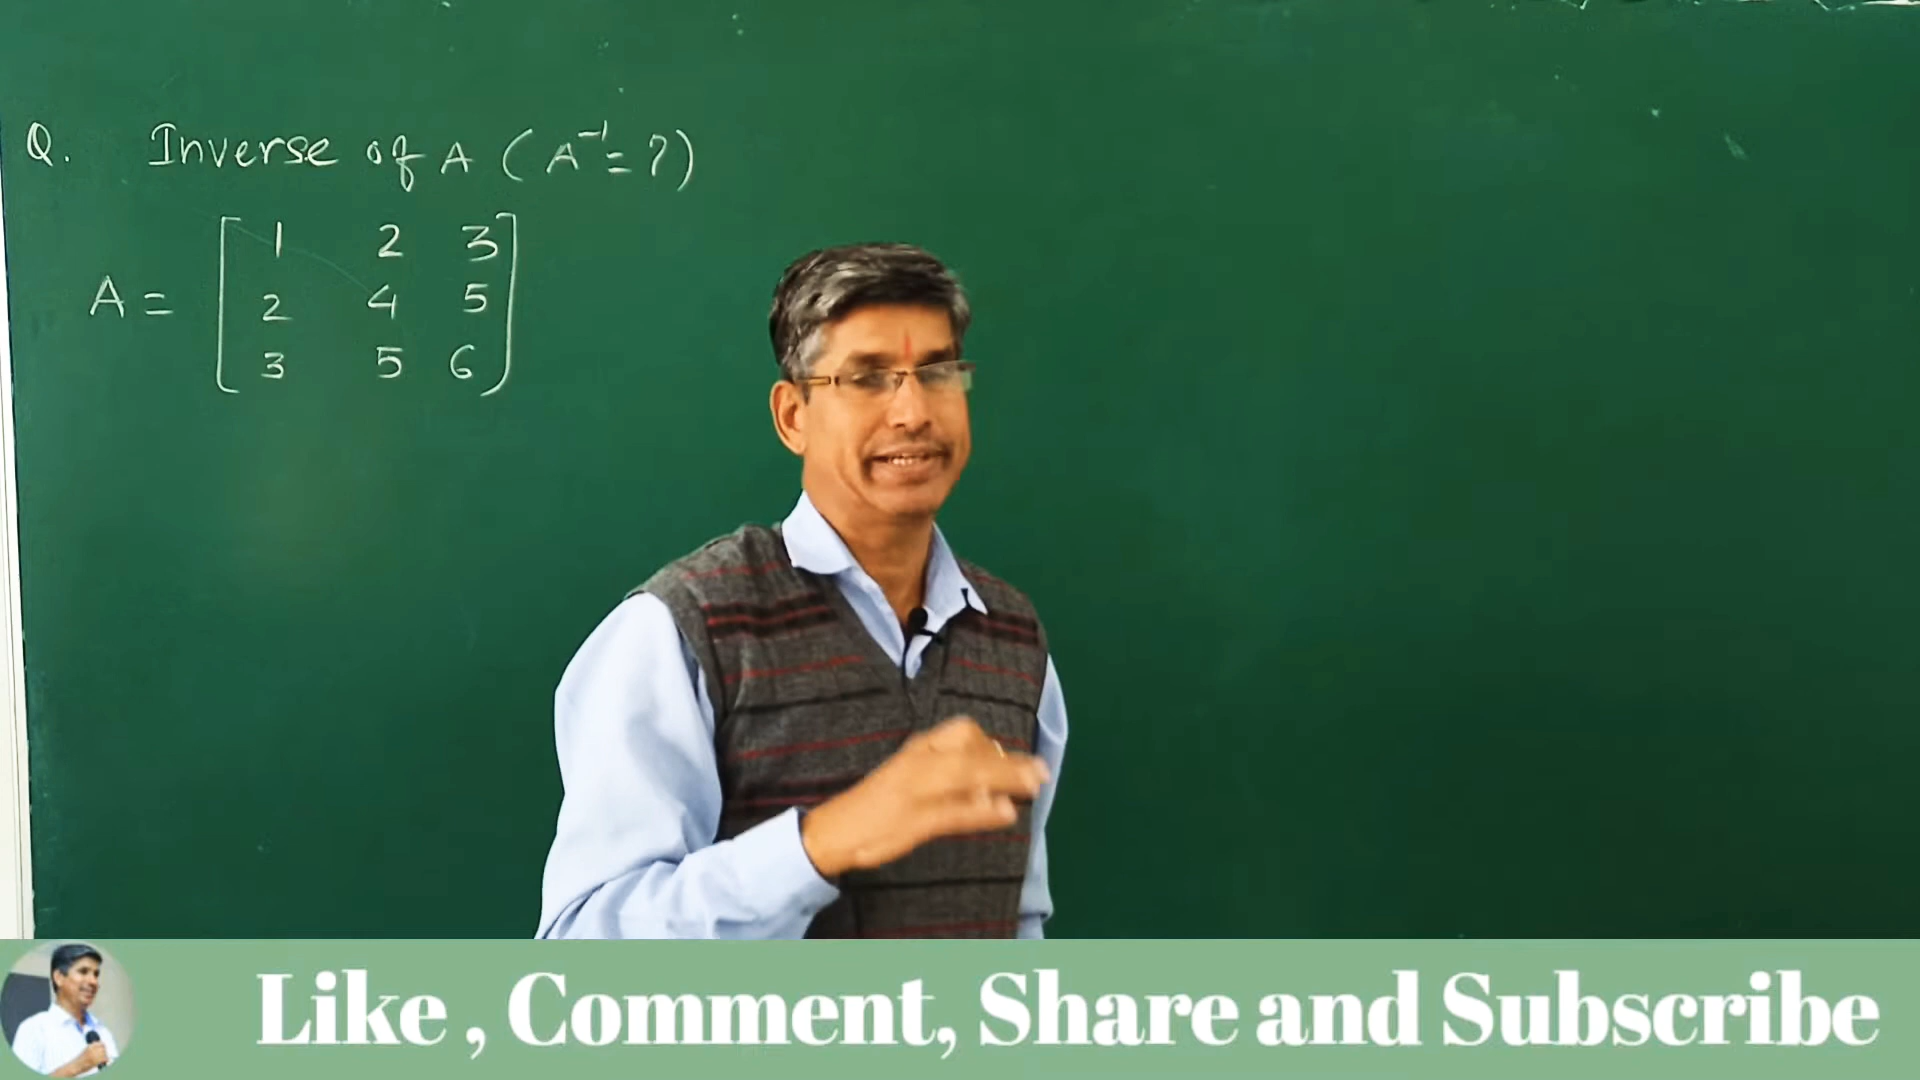 Q. Inverse of A (A⁻¹=?)
A = [1 2 3
2 4 5
3 5 6]
Like , Comment, Share and Subscribe